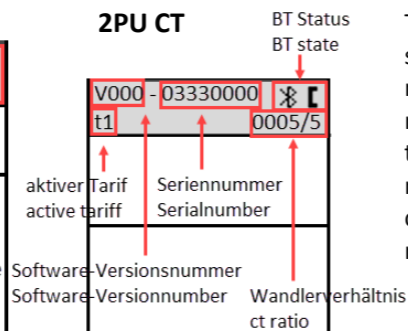 2PU CT
BT Status
BT state
V000 - 03330000
t1 0005/5
aktiver Tarif
active tariff
Seriennummer
Serialnumber
Software-Versionsnummer
Software-Versionnumber
Wandlerverhältnis
ct ratio